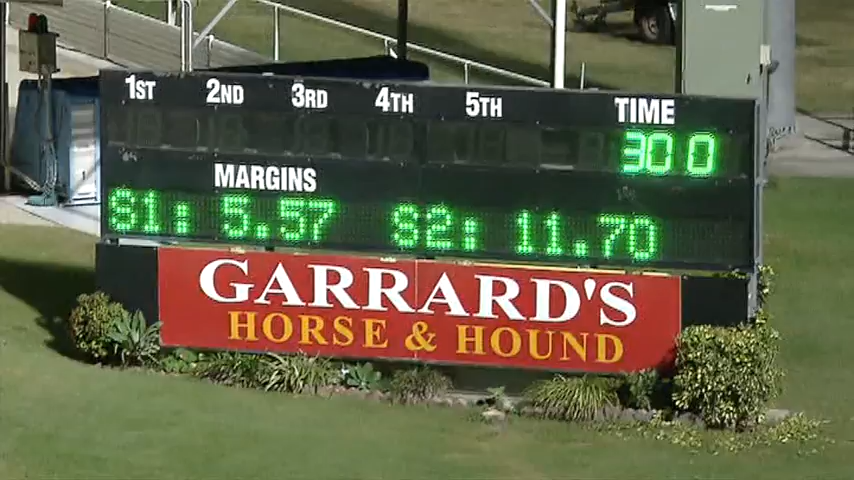 1ST 2ND 3RD 4TH 5TH TIME
30 0
MARGINS
S1: 5.57 S2: 11.70
GARRARD'S
HORSE & HOUND